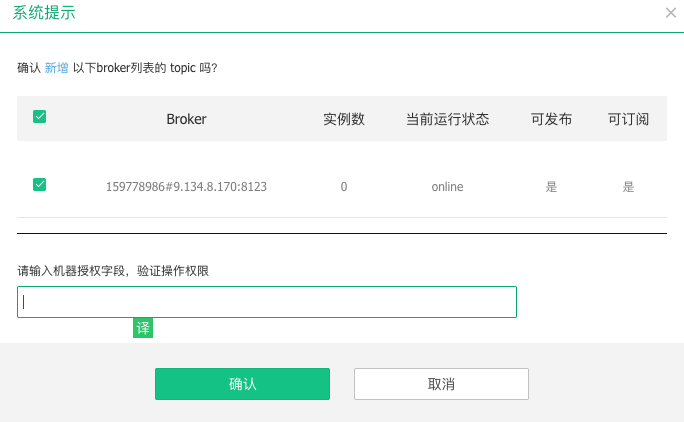 系统提示
确认 新增 以下broker列表的 topic 吗?
Broker 实例数 当前运行状态 可发布 可订阅
159778986#9.134.8.170:8123 0 online 是 是
请输入机器授权字段，验证操作权限
译
确认 取消